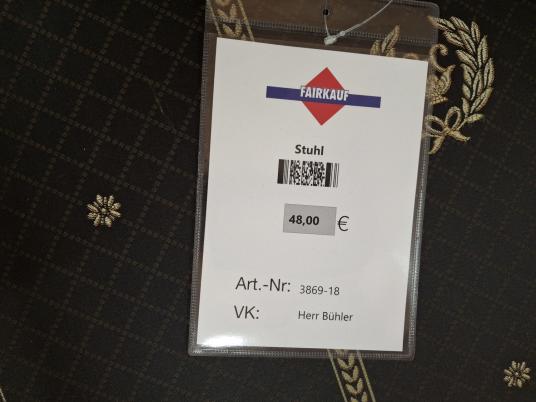 FAIRKAUF
Stuhl
48,00 €
Art.-Nr: 3869-18
VK: Herr Bühler